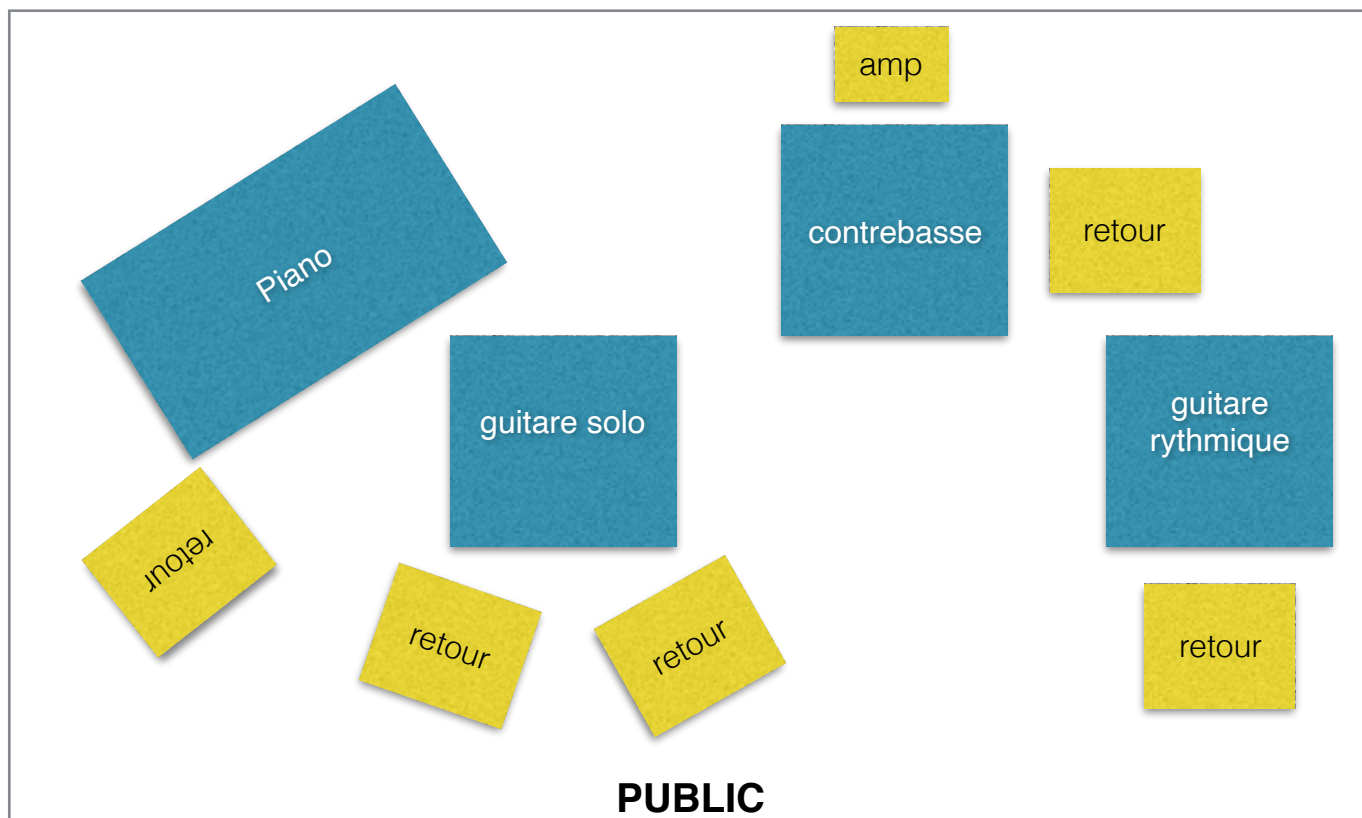 amp
contrebasse
retour
Piano
guitare solo
guitare
rythmique
retour
retour
retour
retour
PUBLIC